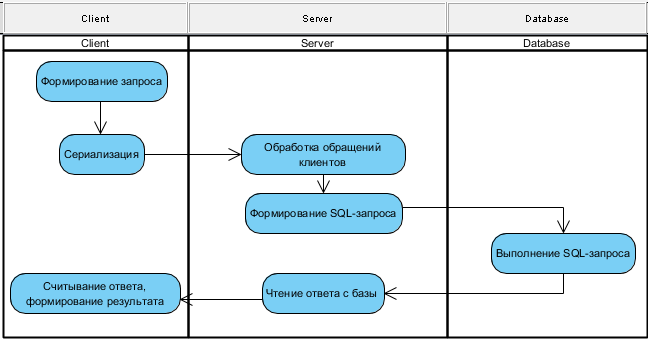 Client
Server
Database
Client
Server
Database
Формирование запроса
Сериализация
Обработка обращений
клиентов
Формирование SQL-запроса
Выполнение SQL-запроса
Считывание ответа,
формирование результата
Чтение ответа с базы